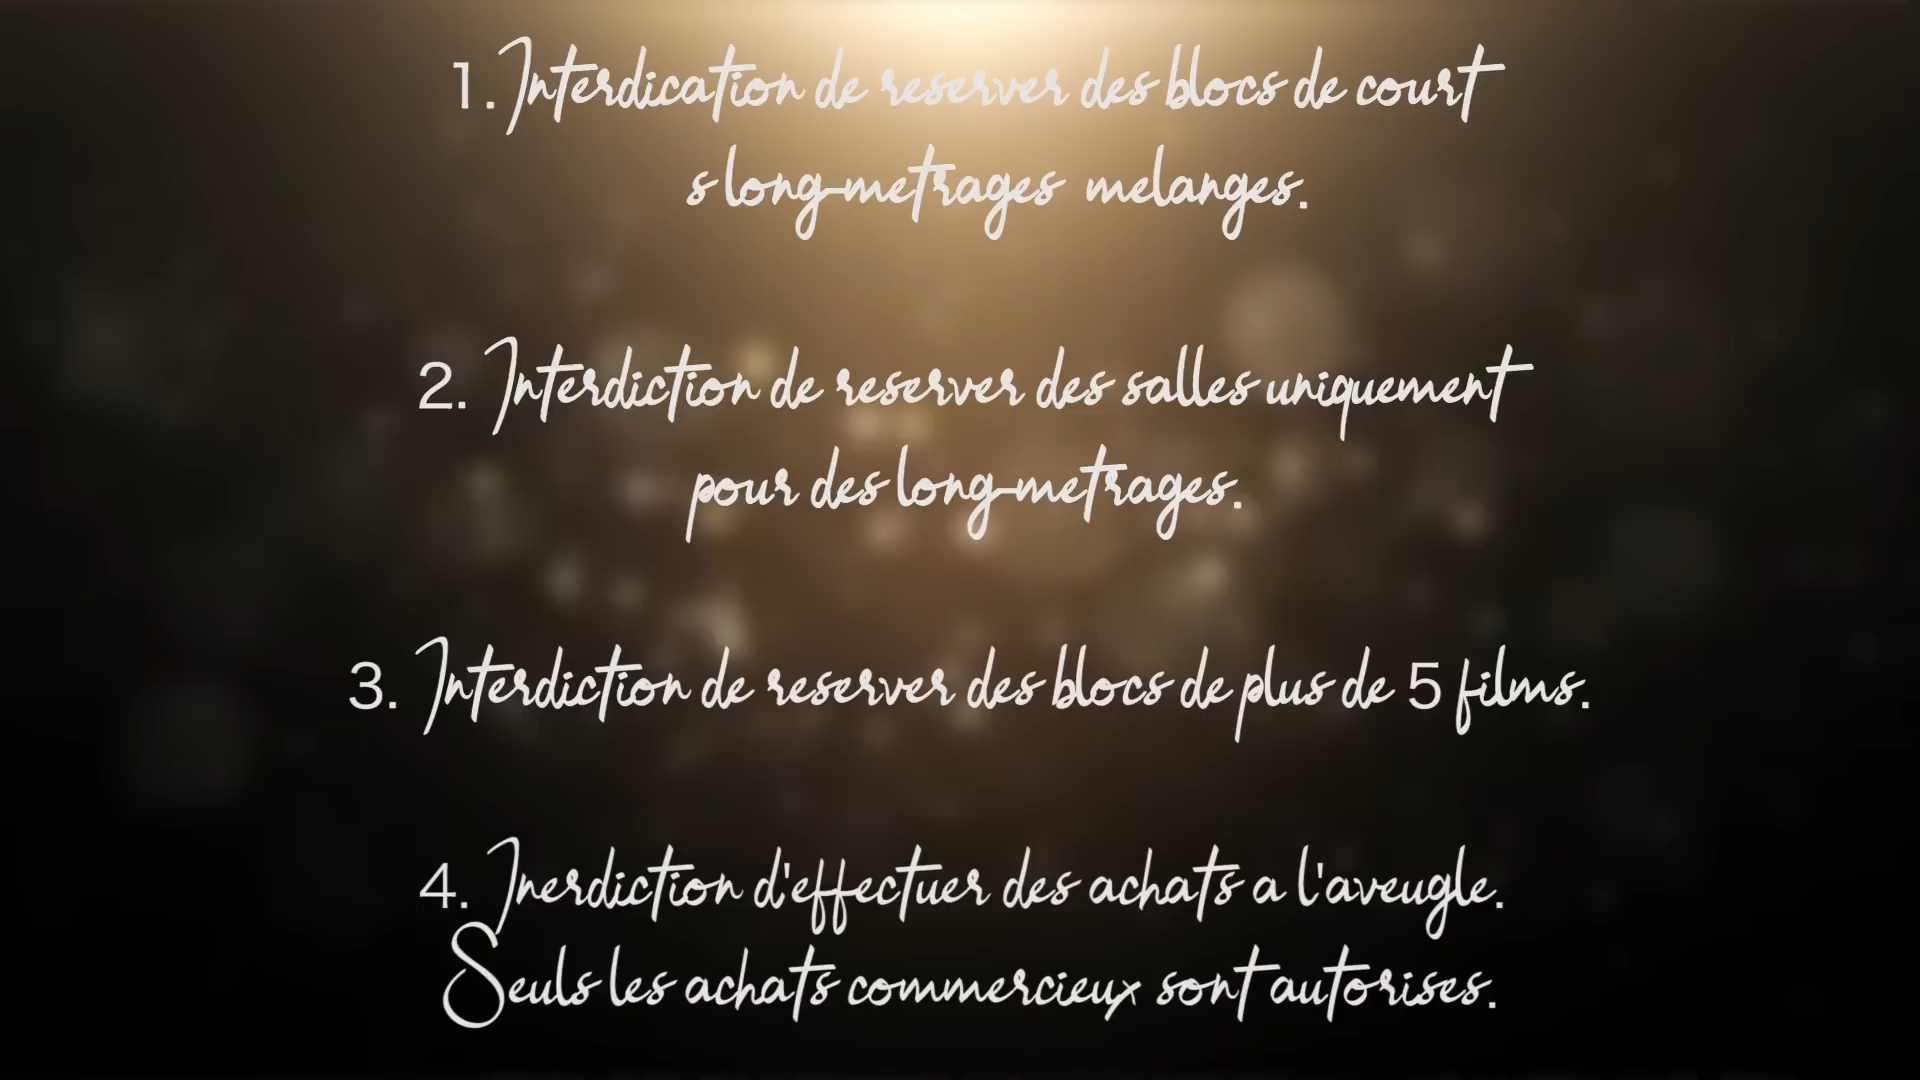 1. Interdication de reserver des blocs de court
s long-metrages melanges.
2. Interdiction de reserver des salles uniquement
pour des long-metrages.
3. Interdiction de reserver des blocs de plus de 5 films.
4. Inerdiction d'effectuer des achats a l'aveugle.
Seuls les achats commercieux sont autorises.